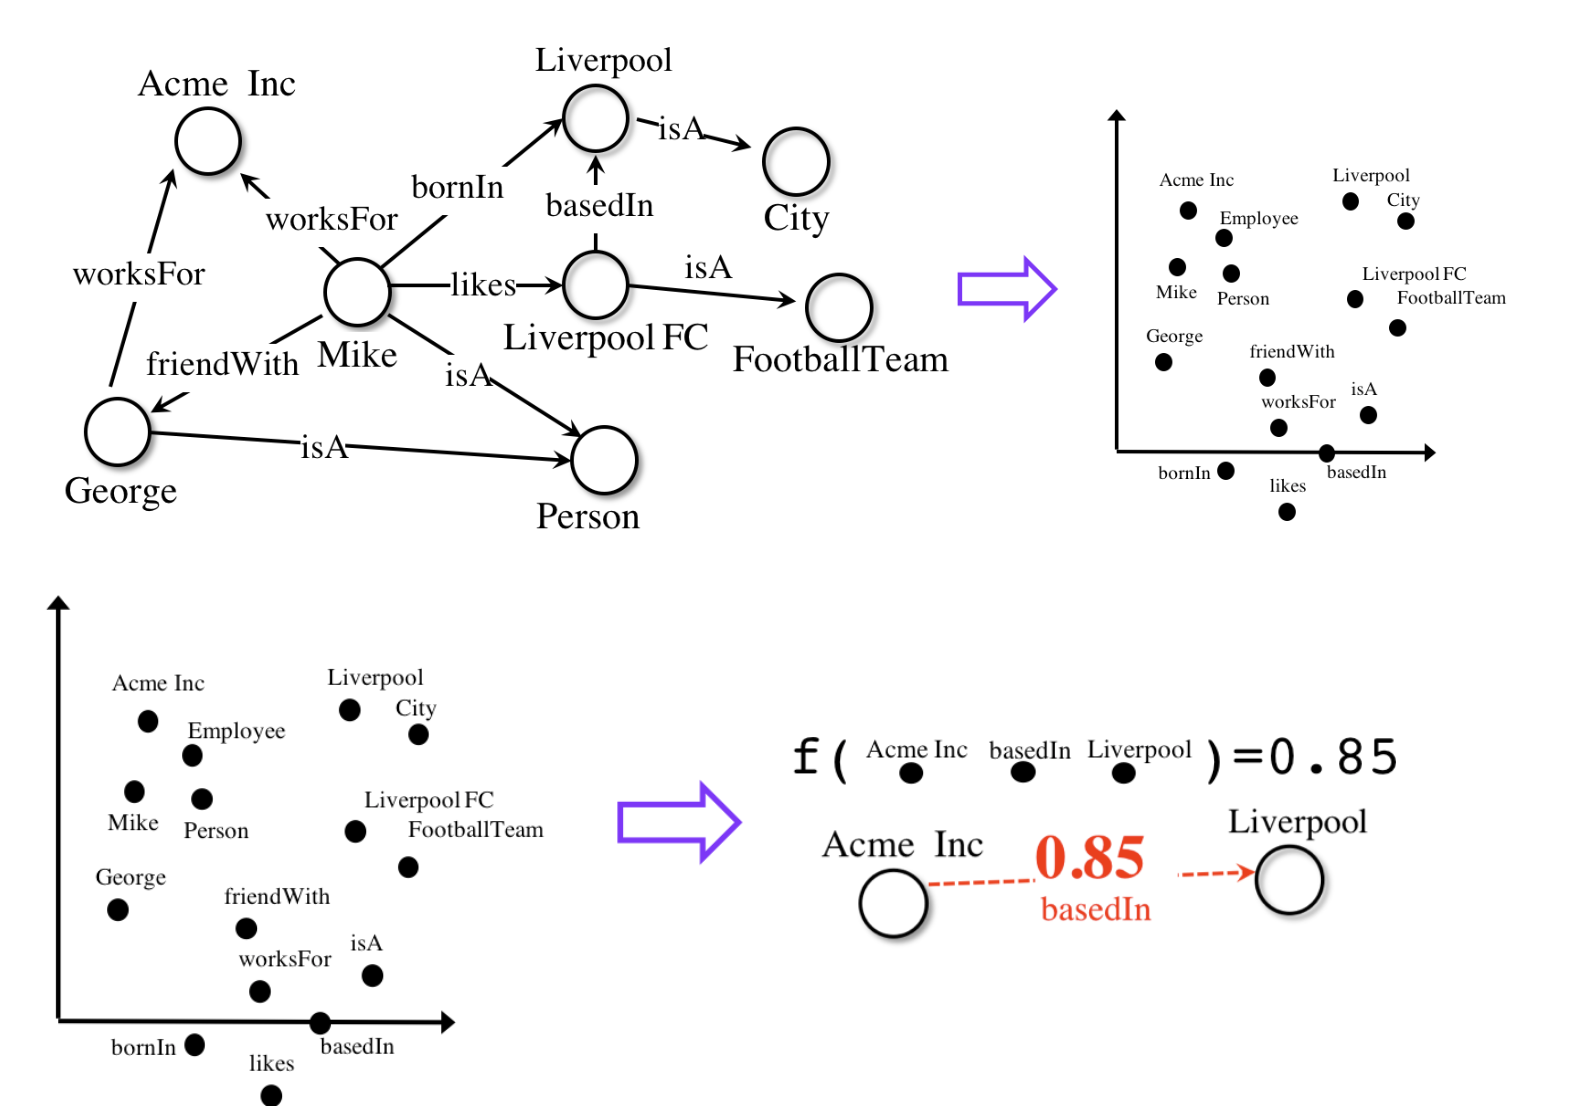 Liverpool
Acme Inc
isA
bornIn
basedIn
City
worksFor
worksFor
likes
isA
Liverpool FC
FootballTeam
friendWith
Mike
isA
isA
George
Person
Acme Inc
Liverpool
City
Employee
Mike
Person
Liverpool FC
FootballTeam
George
friendWith
isA
worksFor
bornIn
basedIn
likes
Acme Inc
Liverpool
City
Employee
Mike
Person
Liverpool FC
FootballTeam
George
friendWith
isA
worksFor
bornIn
basedIn
likes
f( Acme Inc basedIn Liverpool )=0.85
Acme Inc
0.85
basedIn
Liverpool